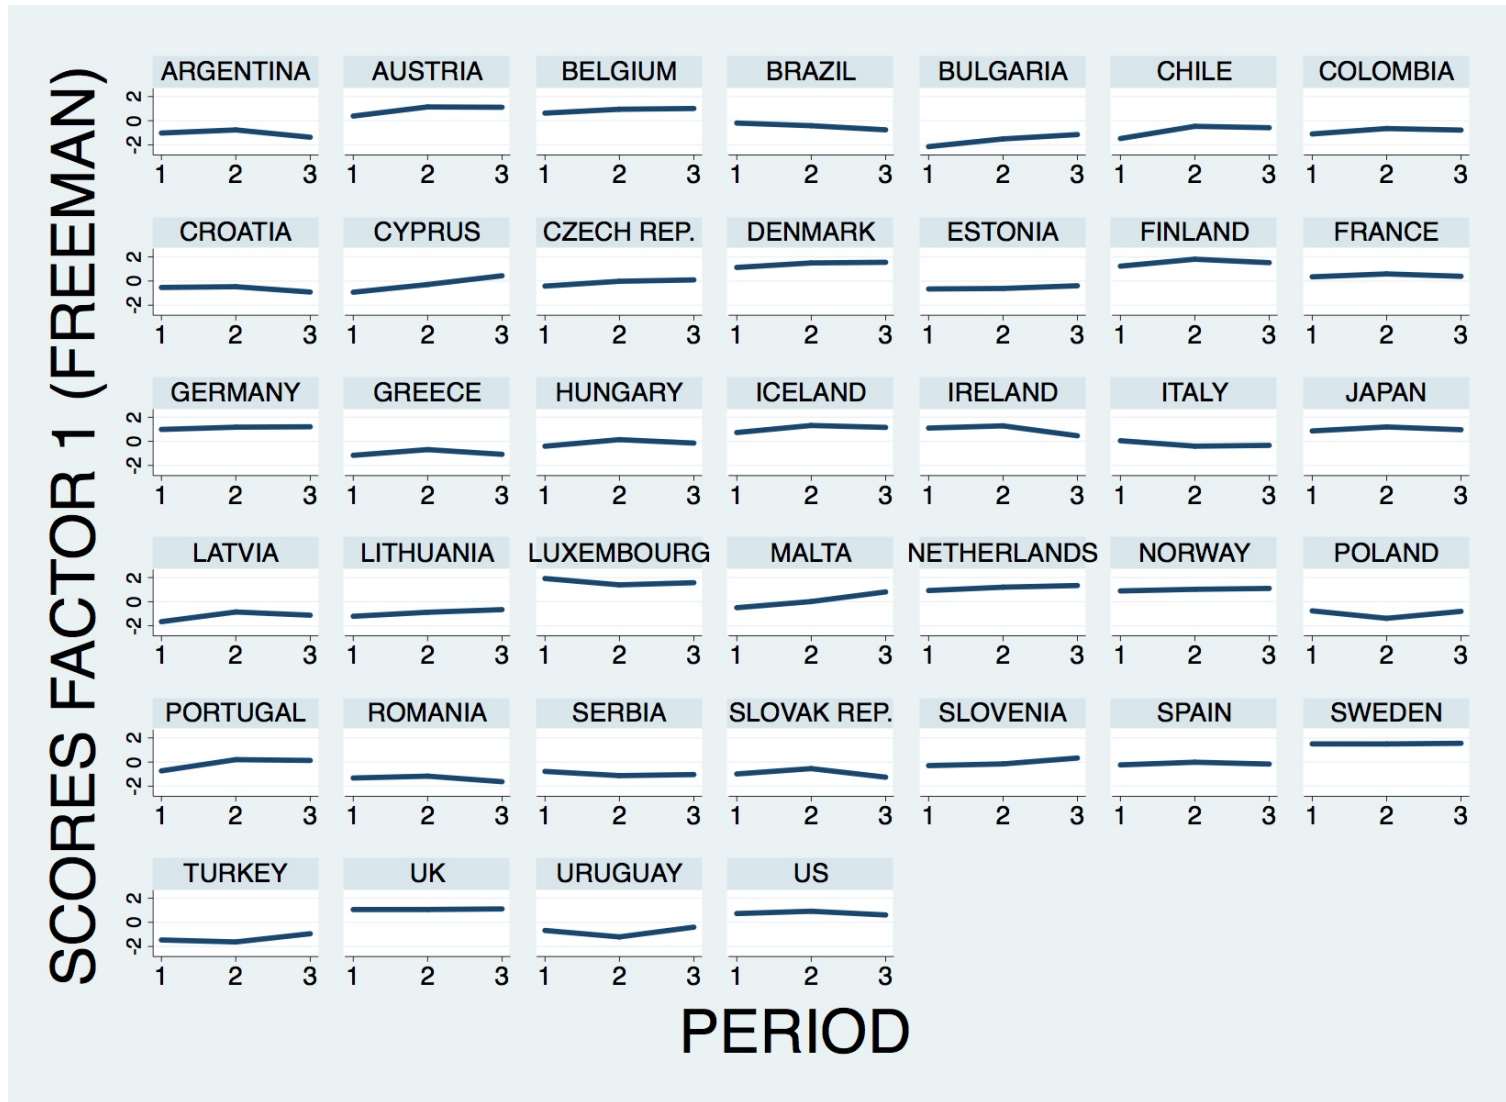 SCORES FACTOR 1 (FREEMAN)
ARGENTINA AUSTRIA BELGIUM BRAZIL BULGARIA CHILE COLOMBIA
2
0
-2
1 2 3 1 2 3 1 2 3 1 2 3 1 2 3 1 2 3 1 2 3
CROATIA CYPRUS CZECH REP. DENMARK ESTONIA FINLAND FRANCE
2
0
-2
1 2 3 1 2 3 1 2 3 1 2 3 1 2 3 1 2 3 1 2 3
GERMANY GREECE HUNGARY ICELAND IRELAND ITALY JAPAN
2
0
-2
1 2 3 1 2 3 1 2 3 1 2 3 1 2 3 1 2 3 1 2 3
LATVIA LITHUANIA LUXEMBOURG MALTA NETHERLANDS NORWAY POLAND
2
0
-2
1 2 3 1 2 3 1 2 3 1 2 3 1 2 3 1 2 3 1 2 3
PORTUGAL ROMANIA SERBIA SLOVAK REP. SLOVENIA SPAIN SWEDEN
2
0
-2
1 2 3 1 2 3 1 2 3 1 2 3 1 2 3 1 2 3 1 2 3
TURKEY UK URUGUAY US
2
0
-2
1 2 3 1 2 3 1 2 3 1 2 3
PERIOD